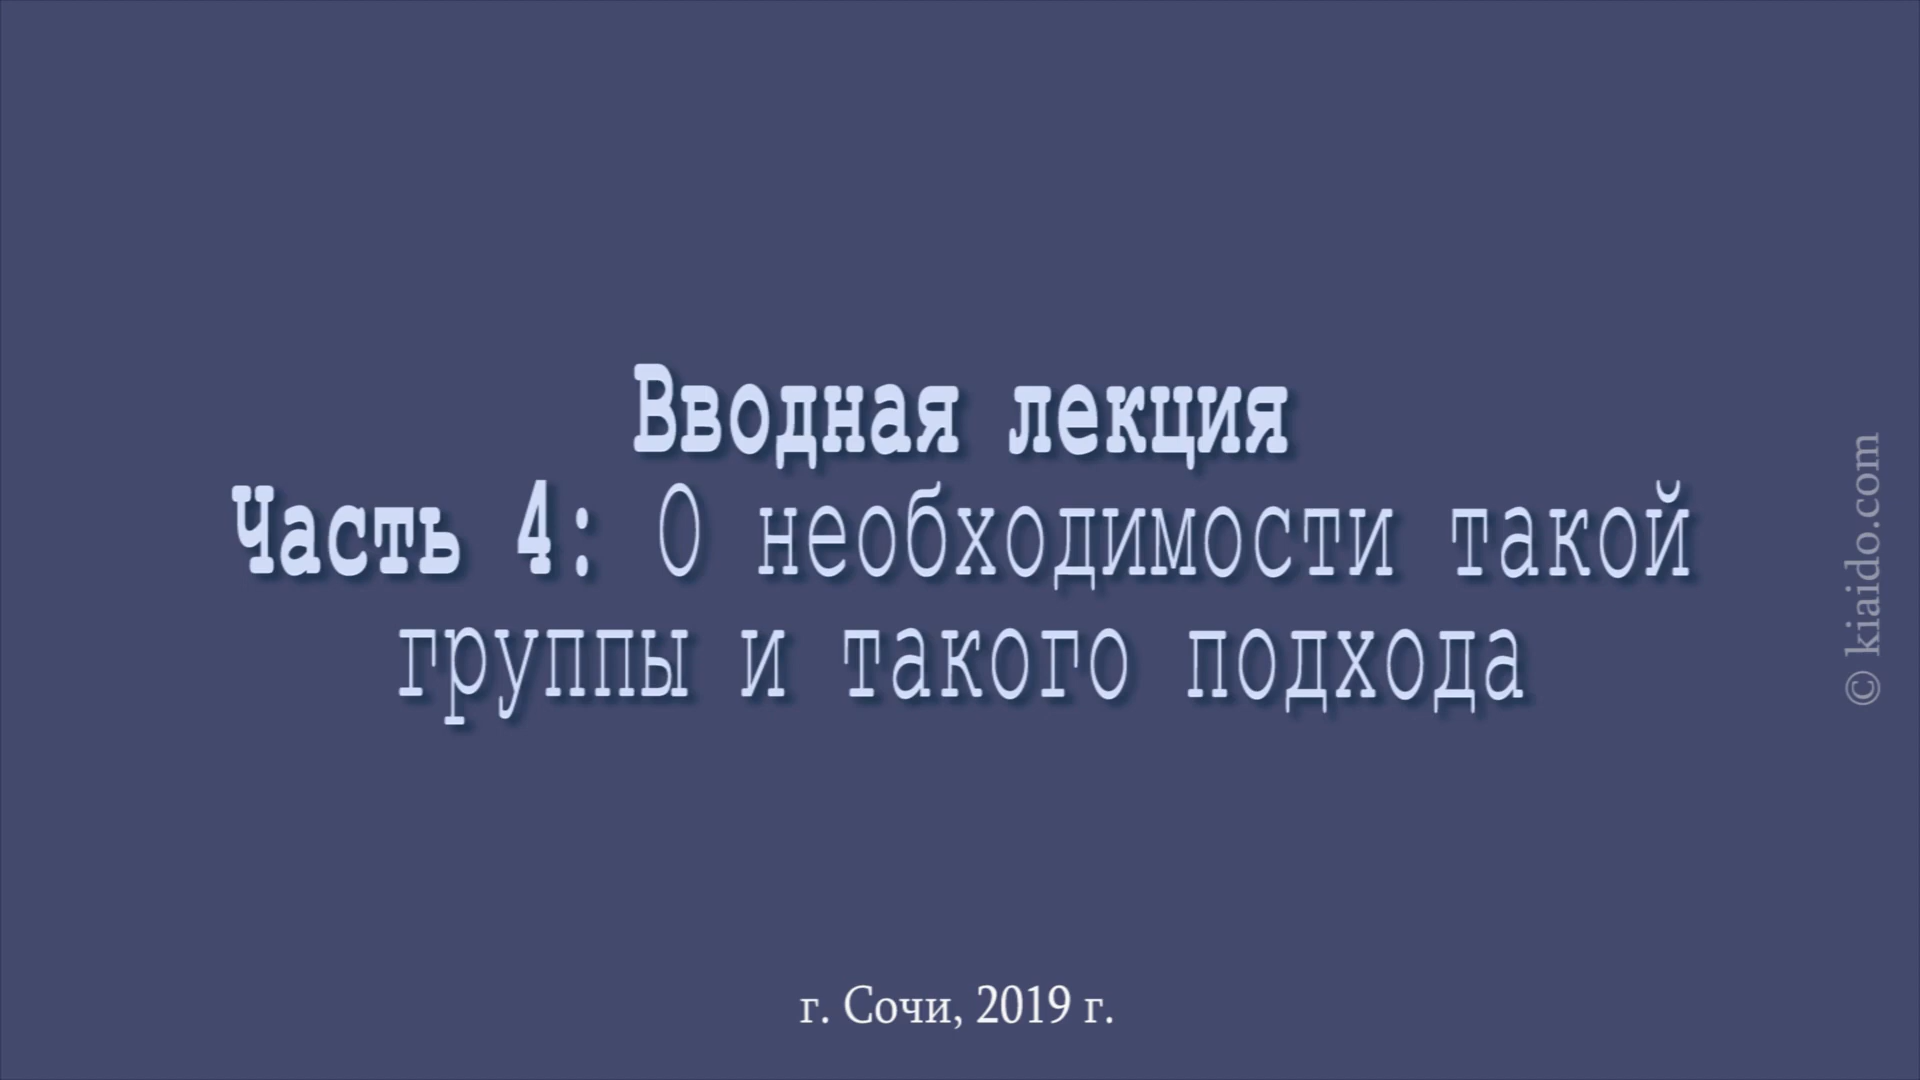 Вводная лекция
Часть 4: О необходимости такой
группы и такого подхода
© kiaido.com
г. Сочи, 2019 г.